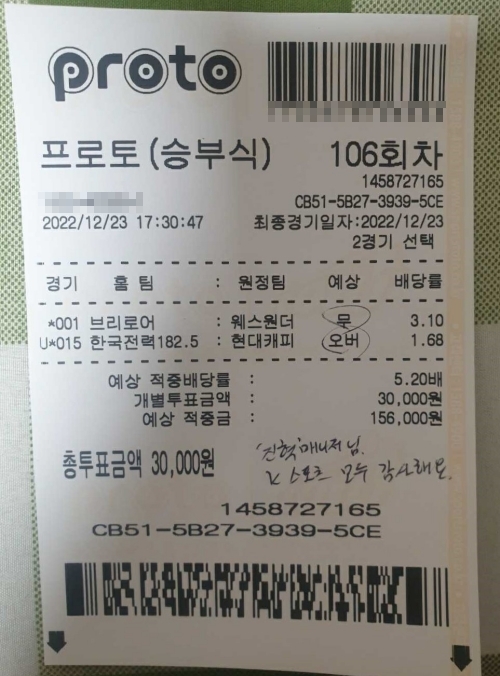 proto
프로토(승부식) 106회차
1458727165
CB51-5B27-3939-5CE
2022/12/23 17:30:47 최종경기일자:2022/12/23
2경기 선택
경기 홈 팀 : 원정팀 예상 배당률
*001 브리로어 : 웨스원더 무 3.10
U*015 한국전력182.5 : 현대캐피 오버 1.68
예상 적중배당률 : 5.20배
개별투표금액 : 30,000원
예상 적중금 : 156,000원
'진혁'매니저님.
총투표금액 30,000원
K스포츠 모두 감사해요.
1458727165
CB51-5B27-3939-5CE